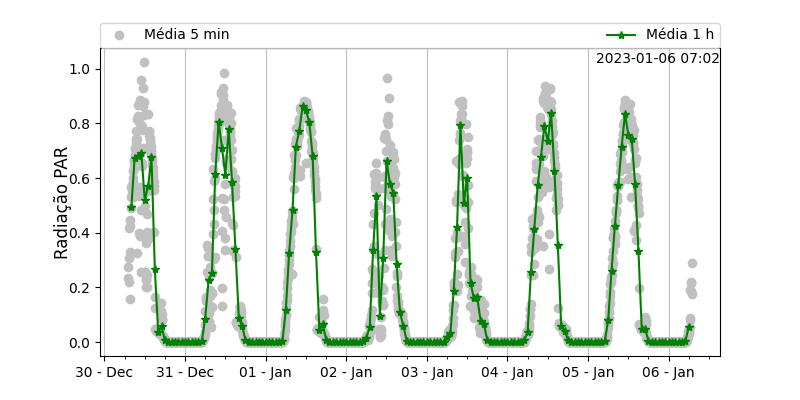 Média 5 min
Média 1 h
2023-01-06 07:02
Radiação PAR
1.0
0.8
0.6
0.4
0.2
0.0
30 - Dec
31 - Dec
01 - Jan
02 - Jan
03 - Jan
04 - Jan
05 - Jan
06 - Jan